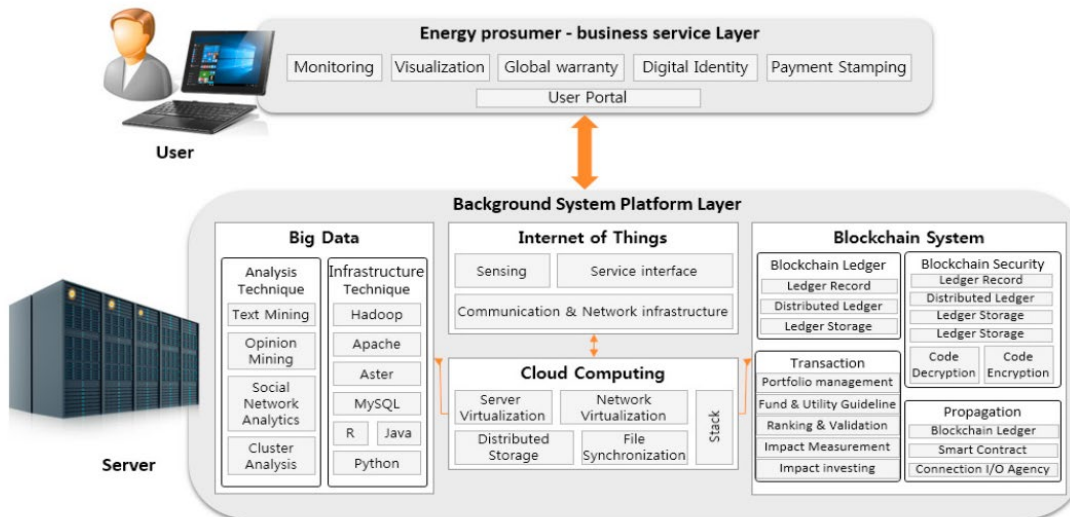 Energy prosumer - business service Layer
Monitoring
Visualization
Global warranty
Digital Identity
Payment Stamping
User Portal
User
Background System Platform Layer
Big Data
Analysis
Technique
Text Mining
Opinion
Mining
Social
Network
Analytics
Cluster
Analysis
Infrastructure
Technique
Hadoop
Apache
Aster
MySQL
R
Java
Python
Internet of Things
Sensing
Service interface
Communication & Network infrastructure
Cloud Computing
Server
Virtualization
Network
Virtualization
Distributed
Storage
File
Synchronization
Stack
Blockchain System
Blockchain Ledger
Ledger Record
Distributed Ledger
Ledger Storage
Transaction
Portfolio management
Fund & Utility Guideline
Ranking & Validation
Impact Measurement
Impact investing
Blockchain Security
Ledger Record
Distributed Ledger
Ledger Storage
Ledger Storage
Code
Decryption
Code
Encryption
Propagation
Blockchain Ledger
Smart Contract
Connection I/O Agency
Server